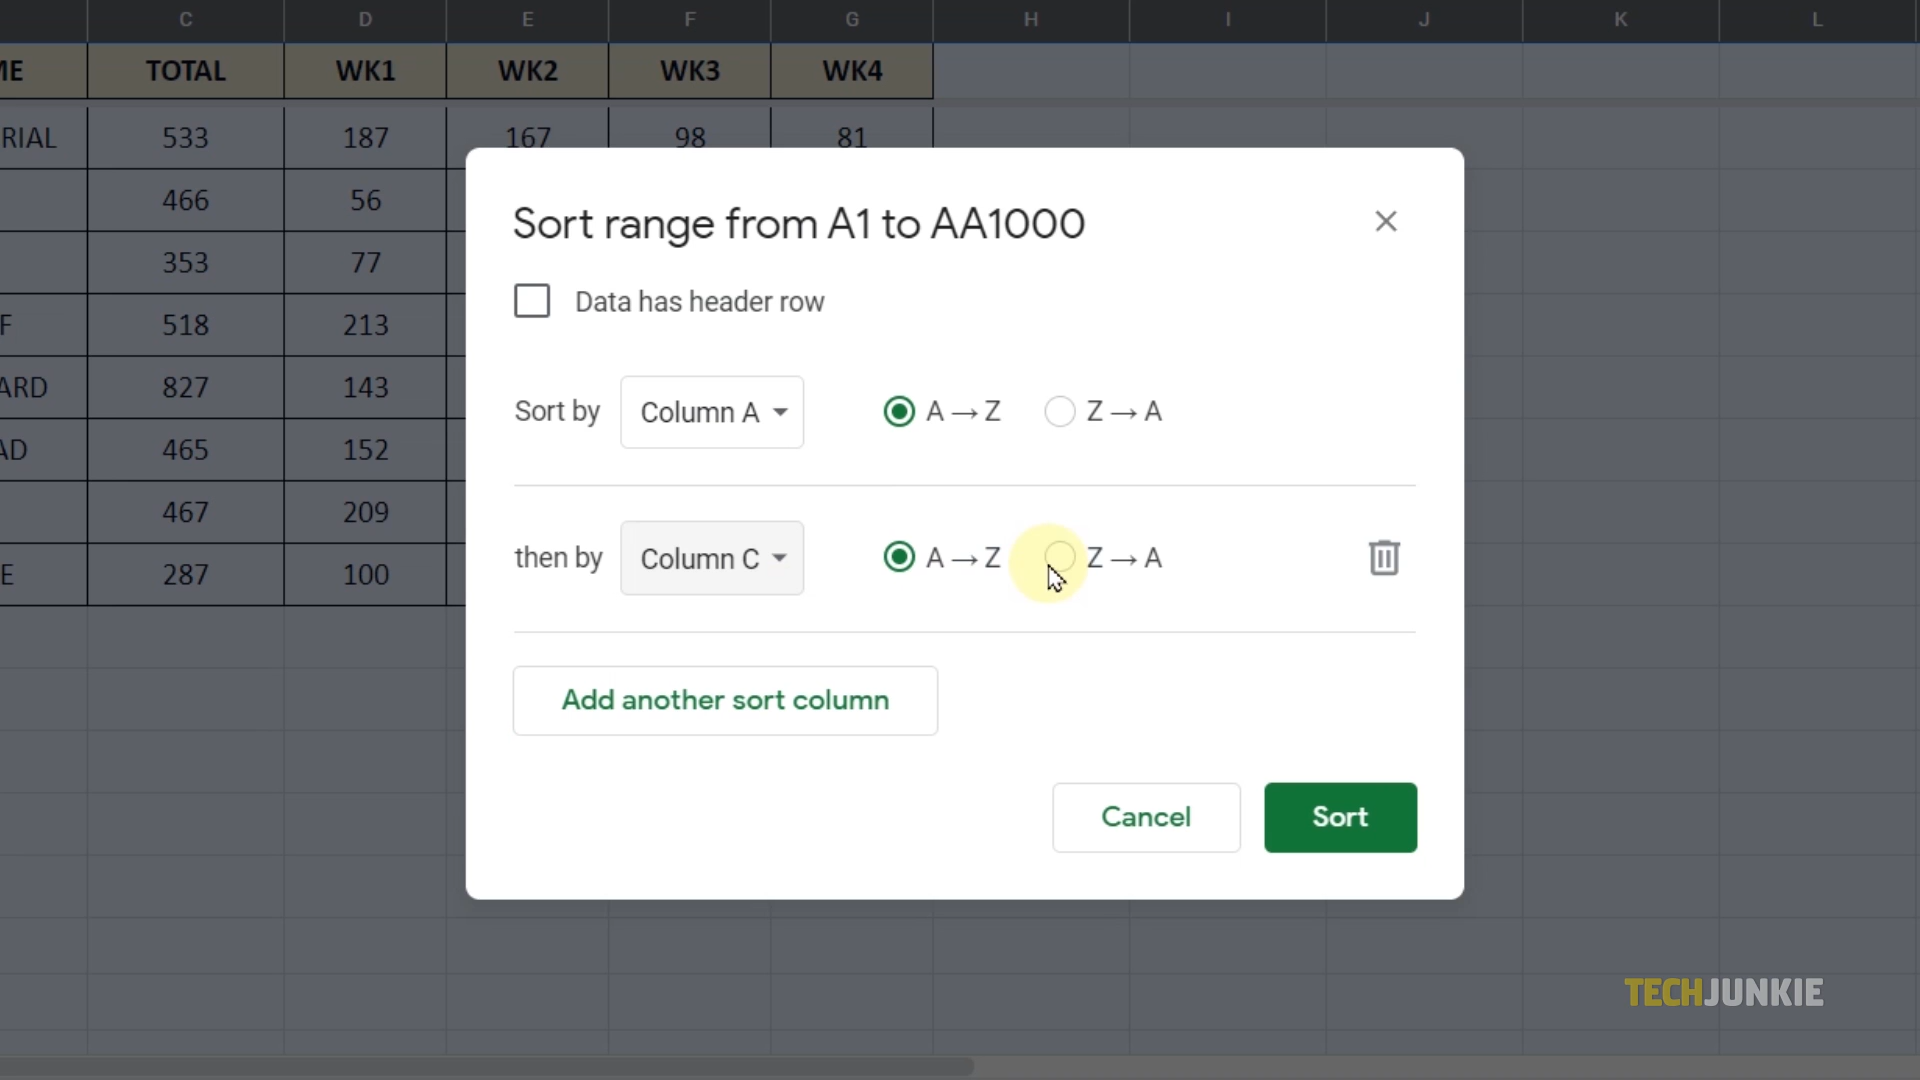 C D E F G H I J K L
ME TOTAL WK1 WK2 WK3 WK4
RIAL 533 187 167 98 81
466 56
353 77
F 518 213
ARD 827 143
AD 465 152
467 209
E 287 100
Sort range from A1 to AA1000
Data has header row
Sort by Column A A → Z Z → A
then by Column C A → Z Z → A
Add another sort column
Cancel Sort
TECHJUNKIE